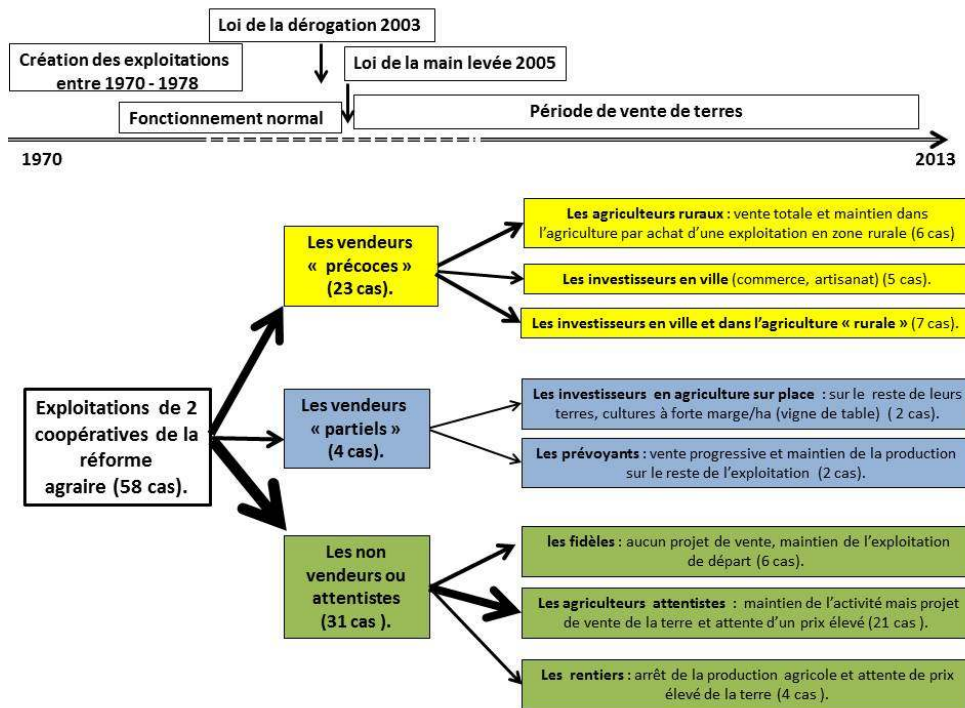 Loi de la dérogation 2003
Création des exploitations
entre 1970 - 1978
Loi de la main levée 2005
Fonctionnement normal
Période de vente de terres
1970
2013
Les agriculteurs ruraux : vente totale et maintien dans
l’agriculture par achat d’une exploitation en zone rurale (6 cas)
Les vendeurs
« précoces »
(23 cas).
Les investisseurs en ville (commerce, artisanat) (5 cas).
Les investisseurs en ville et dans l’agriculture « rurale » (7 cas).
Exploitations de 2
coopératives de la
réforme
agraire (58 cas).
Les vendeurs
« partiels »
(4 cas).
Les investisseurs en agriculture sur place : sur le reste de leurs
terres, cultures à forte marge/ha (vigne de table) ( 2 cas).
Les prévoyants : vente progressive et maintien de la production
sur le reste de l’exploitation (2 cas).
Les non
vendeurs ou
attentistes
(31 cas ).
les fidèles : aucun projet de vente, maintien de l’exploitation
de départ (6 cas).
Les agriculteurs attentistes : maintien de l’activité mais projet
de vente de la terre et attente d’un prix élevé (21 cas ).
Les rentiers : arrêt de la production agricole et attente de prix
élevé de la terre (4 cas ).